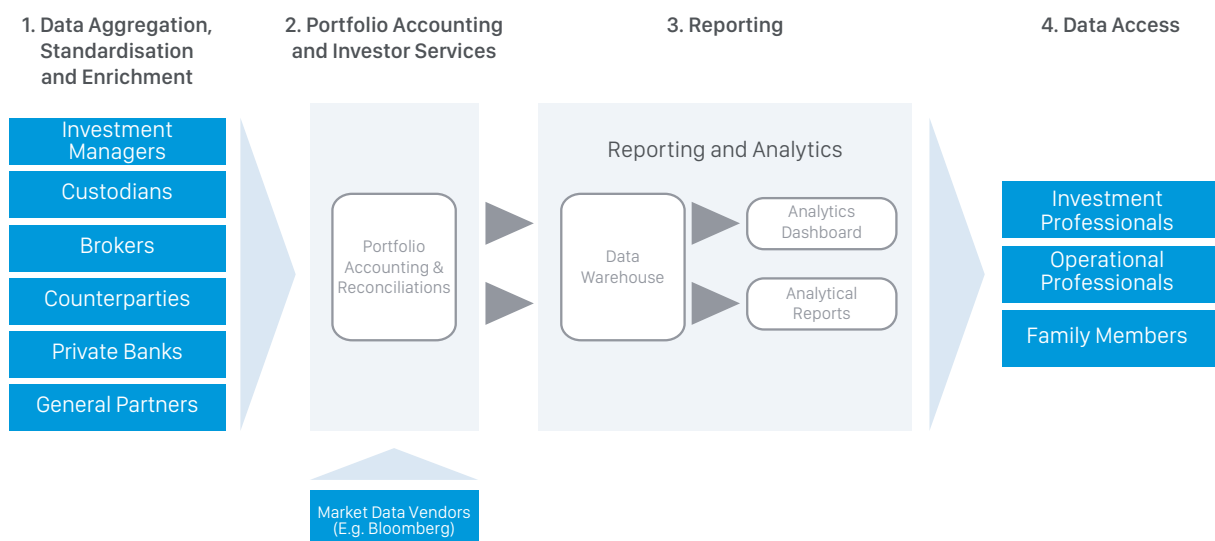 1. Data Aggregation,
Standardisation
and Enrichment
2. Portfolio Accounting
and Investor Services
3. Reporting
4. Data Access
Investment
Managers
Custodians
Brokers
Counterparties
Private Banks
General Partners
Portfolio
Accounting &
Reconciliations
Market Data Vendors
(E.g. Bloomberg)
Reporting and Analytics
Data
Warehouse
Analytics
Dashboard
Analytical
Reports
Investment
Professionals
Operational
Professionals
Family Members